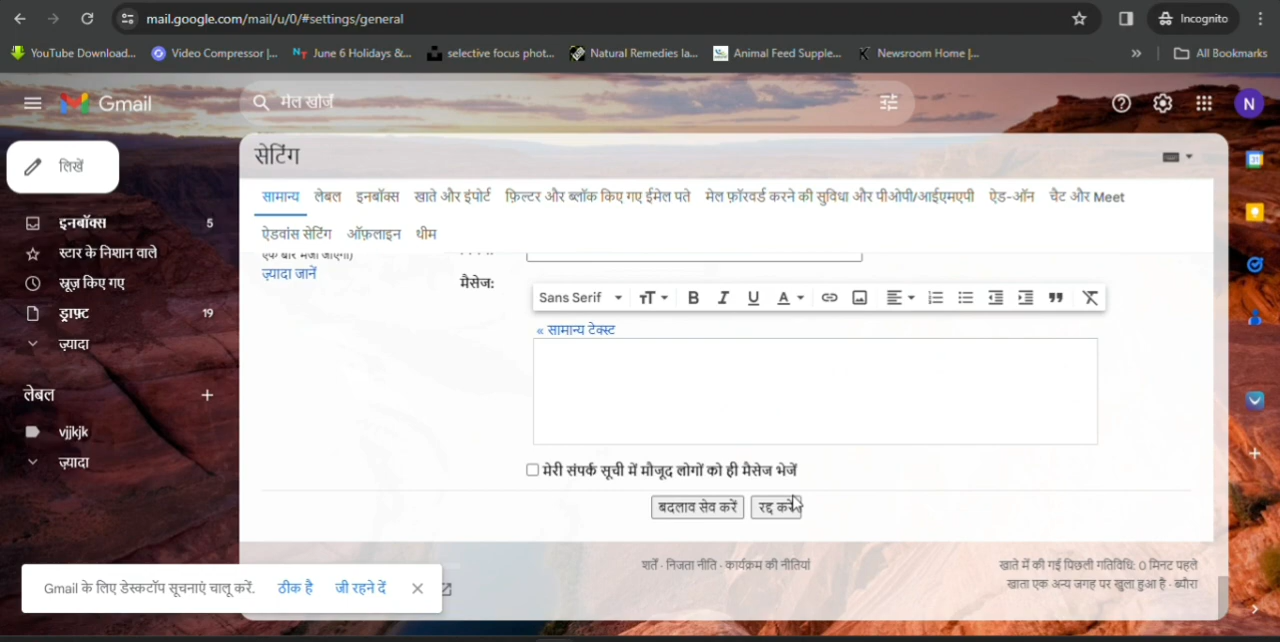 mail.google.com/mail/u/0/#settings/general
Incognito
YouTube Download...
Video Compressor |...
June 6 Holidays &...
selective focus phot...
Natural Remedies la...
Animal Feed Supple...
Newsroom Home |...
»
All Bookmarks
Gmail
मेल खोजें
N
लिखें
सेटिंग
सामान्य लेबल इनबॉक्स खाते और इंपोर्ट फ़िल्टर और ब्लॉक किए गए ईमेल पते मेल फ़ॉरवर्ड करने की सुविधा और पीओपी/आईएमएपी ऐड-ऑन चैट और Meet
ऐडवांस सेटिंग ऑफ़लाइन थीम
इनबॉक्स 5
स्टार के निशान वाले
स्नूज़ किए गए
ड्राफ़्ट 19
ज़्यादा
लेबल +
vjjkjk
ज़्यादा
एक बार भेजा जाएगा)
ज़्यादा जानें
मैसेज:
Sans Serif
« सामान्य टेक्स्ट
मेरी संपर्क सूची में मौजूद लोगों को ही मैसेज भेजें
बदलाव सेव करें रद्द करें
Gmail के लिए डेस्कटॉप सूचनाएं चालू करें. ठीक है जी रहने दें
शर्तें · निजता नीति · कार्यक्रम की नीतियां
खाते में की गई पिछली गतिविधि: 0 मिनट पहले
खाता एक अन्य जगह पर खुला हुआ है · ब्यौरा